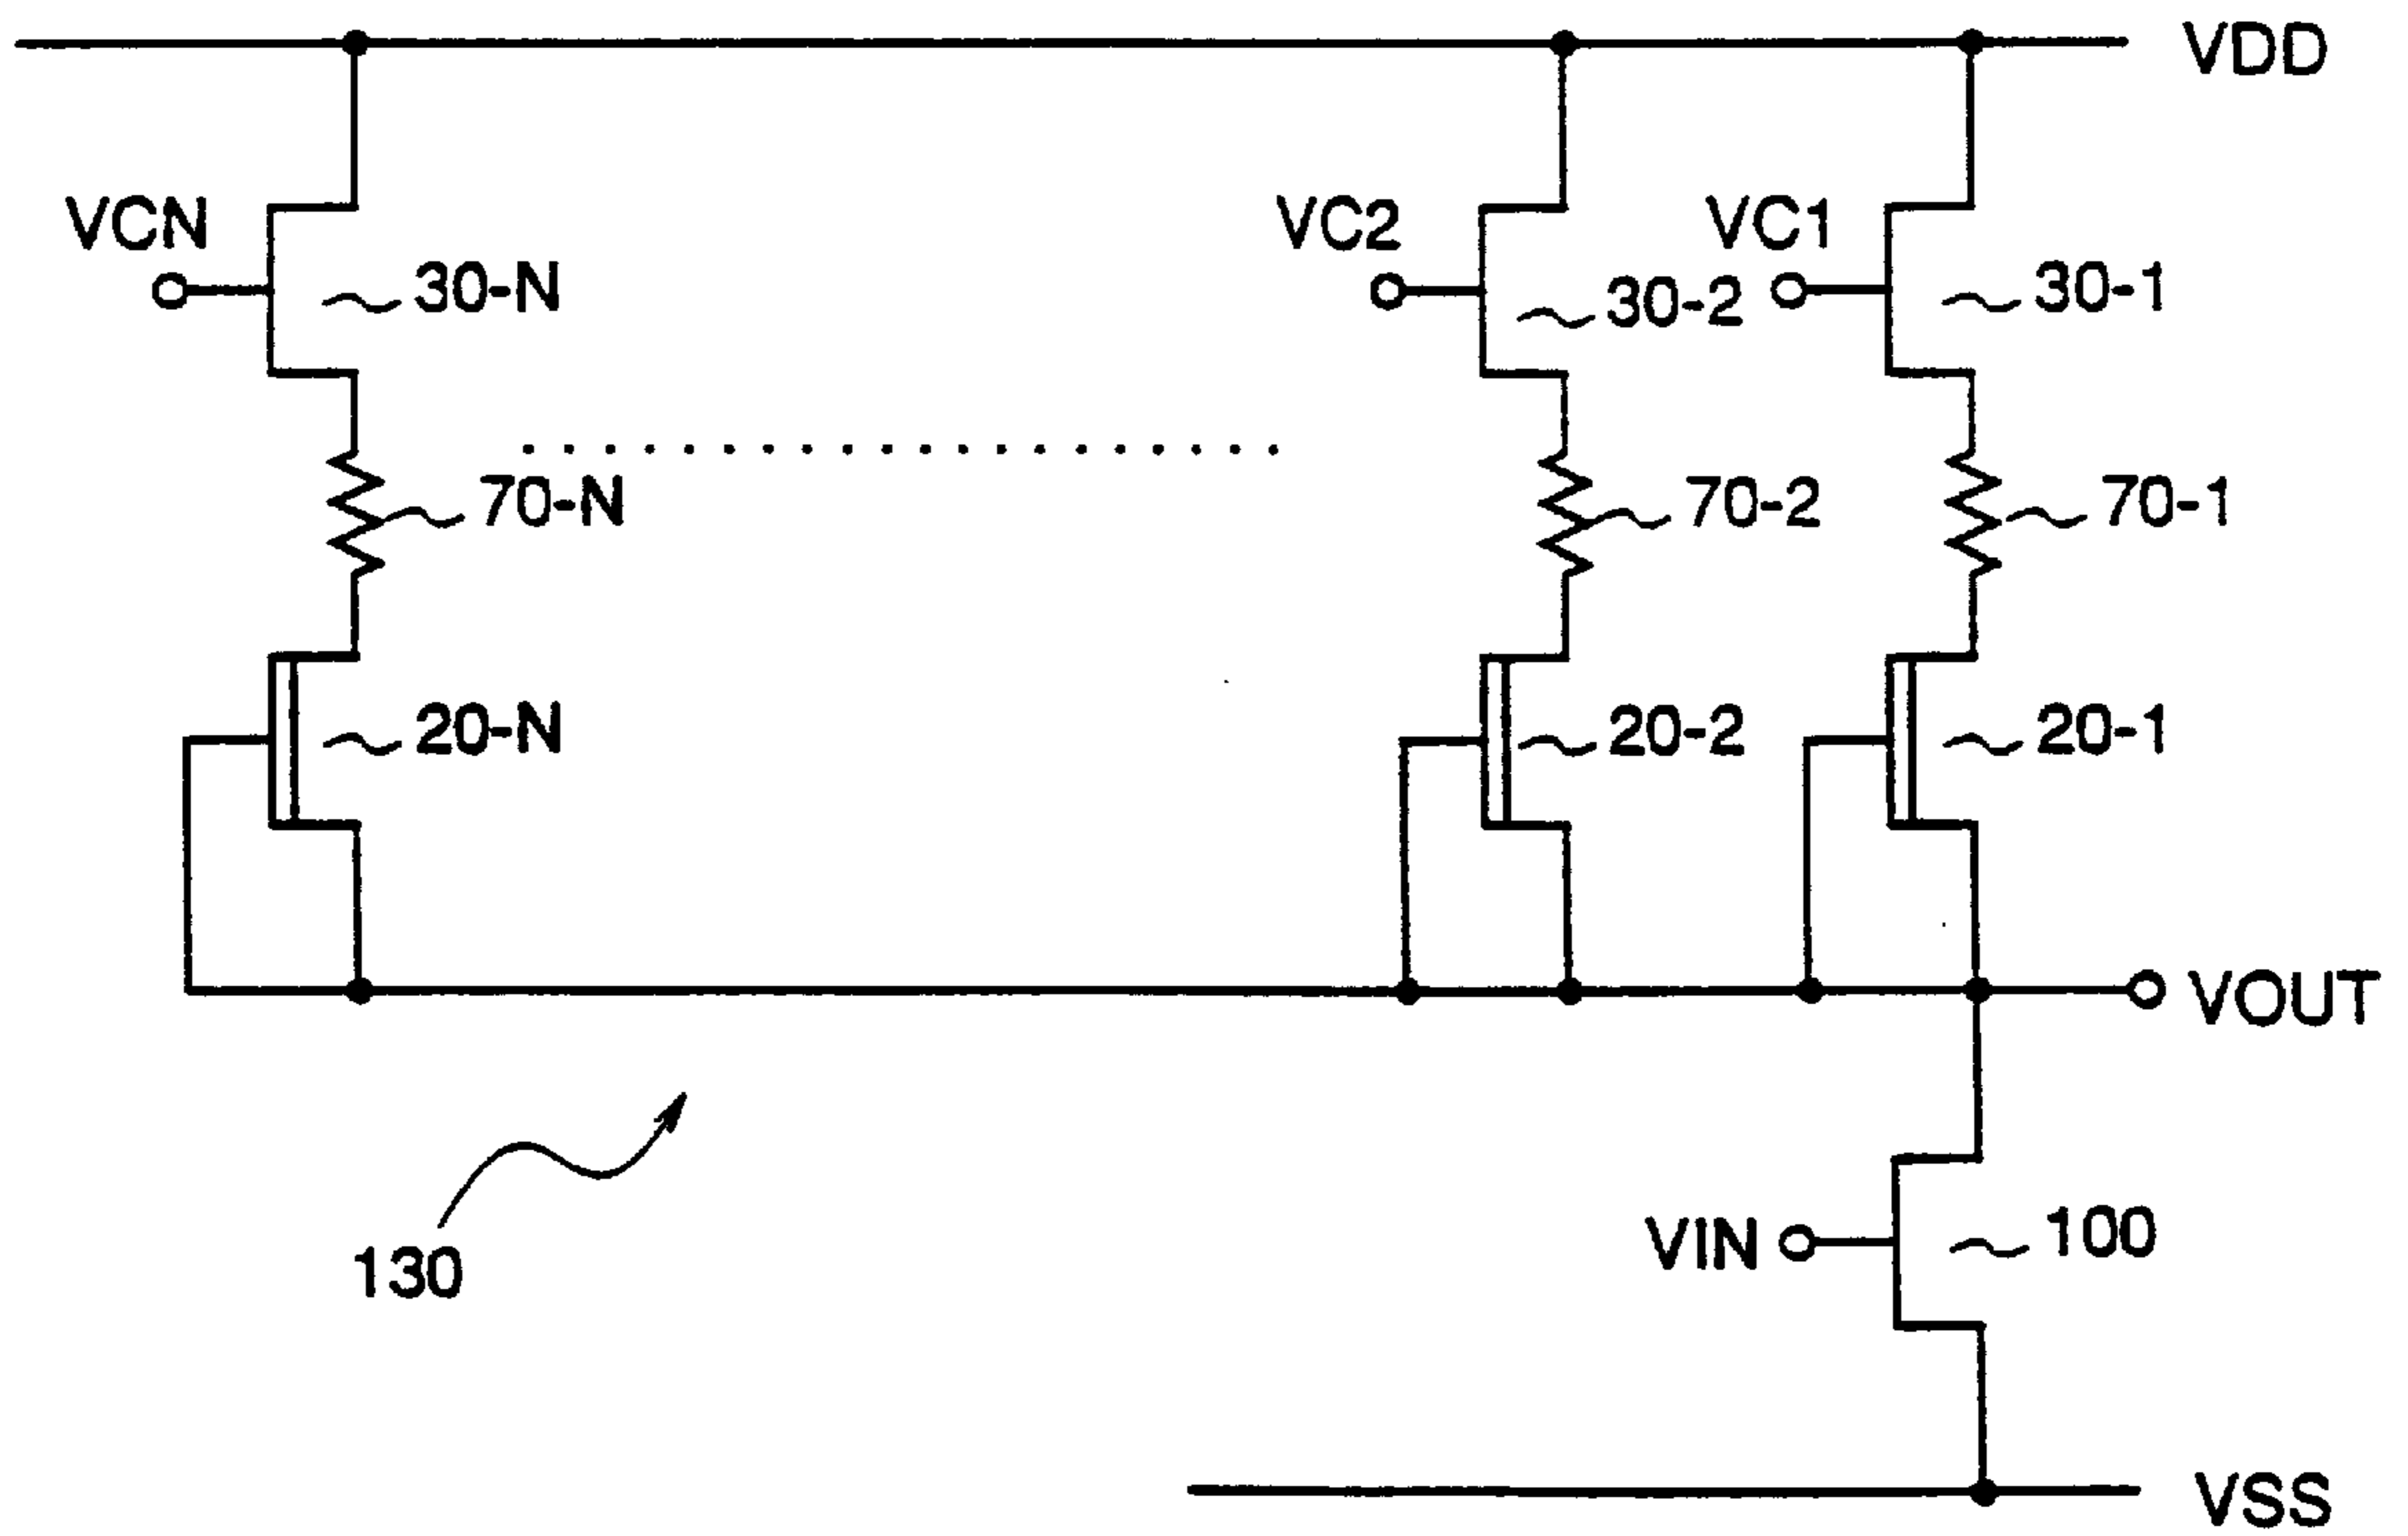 VDD
VCN
VC2
VC1
30-N
30-2
30-1
70-N
70-2
70-1
20-N
20-2
20-1
VOUT
130
VIN
100
VSS